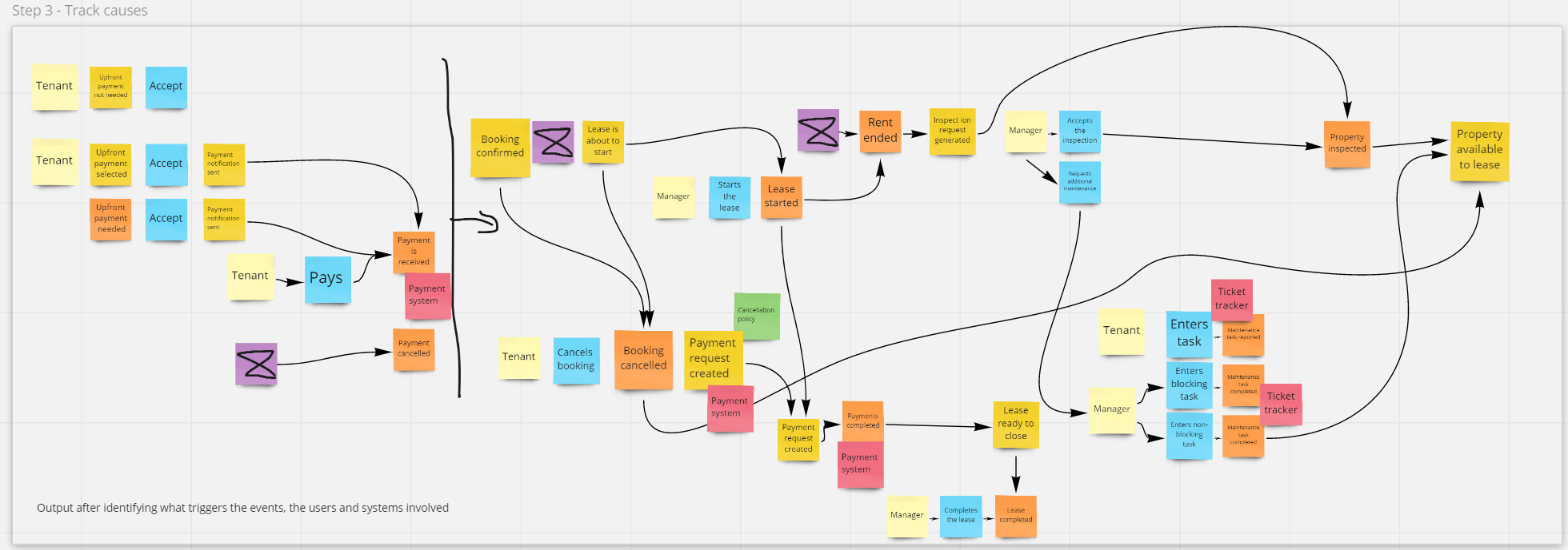 Step 3 - Track causes
Tenant
Upfront
payment
not needed
Accept
Tenant
Upfront
payment
selected
Accept
Payment
notification
sent
Upfront
payment
needed
Accept
Payment
notification
sent
Tenant
Pays
Payment
is
received
Payment
system
Payment
cancelled
Booking
confirmed
Lease is
about to
start
Manager
Starts
the
lease
Lease
started
Rent
ended
Inspect ion
request
generated
Manager
Accepts
the
inspection
Requests
additional
maintenance
Property
inspected
Property
available
to lease
Tenant
Cancels
booking
Booking
cancelled
Payment
request
created
Cancellation
policy
Payment
system
Payment
request
created
Payments
completed
Payment
system
Lease
ready to
close
Manager
Completes
the lease
Lease
completed
Tenant
Enters
task
Maintenance
task reported
Ticket
tracker
Manager
Enters
blocking
task
Maintenance
task
completed
Ticket
tracker
Enters non-
blocking
task
Maintenance
task
completed
Output after identifying what triggers the events, the users and systems involved